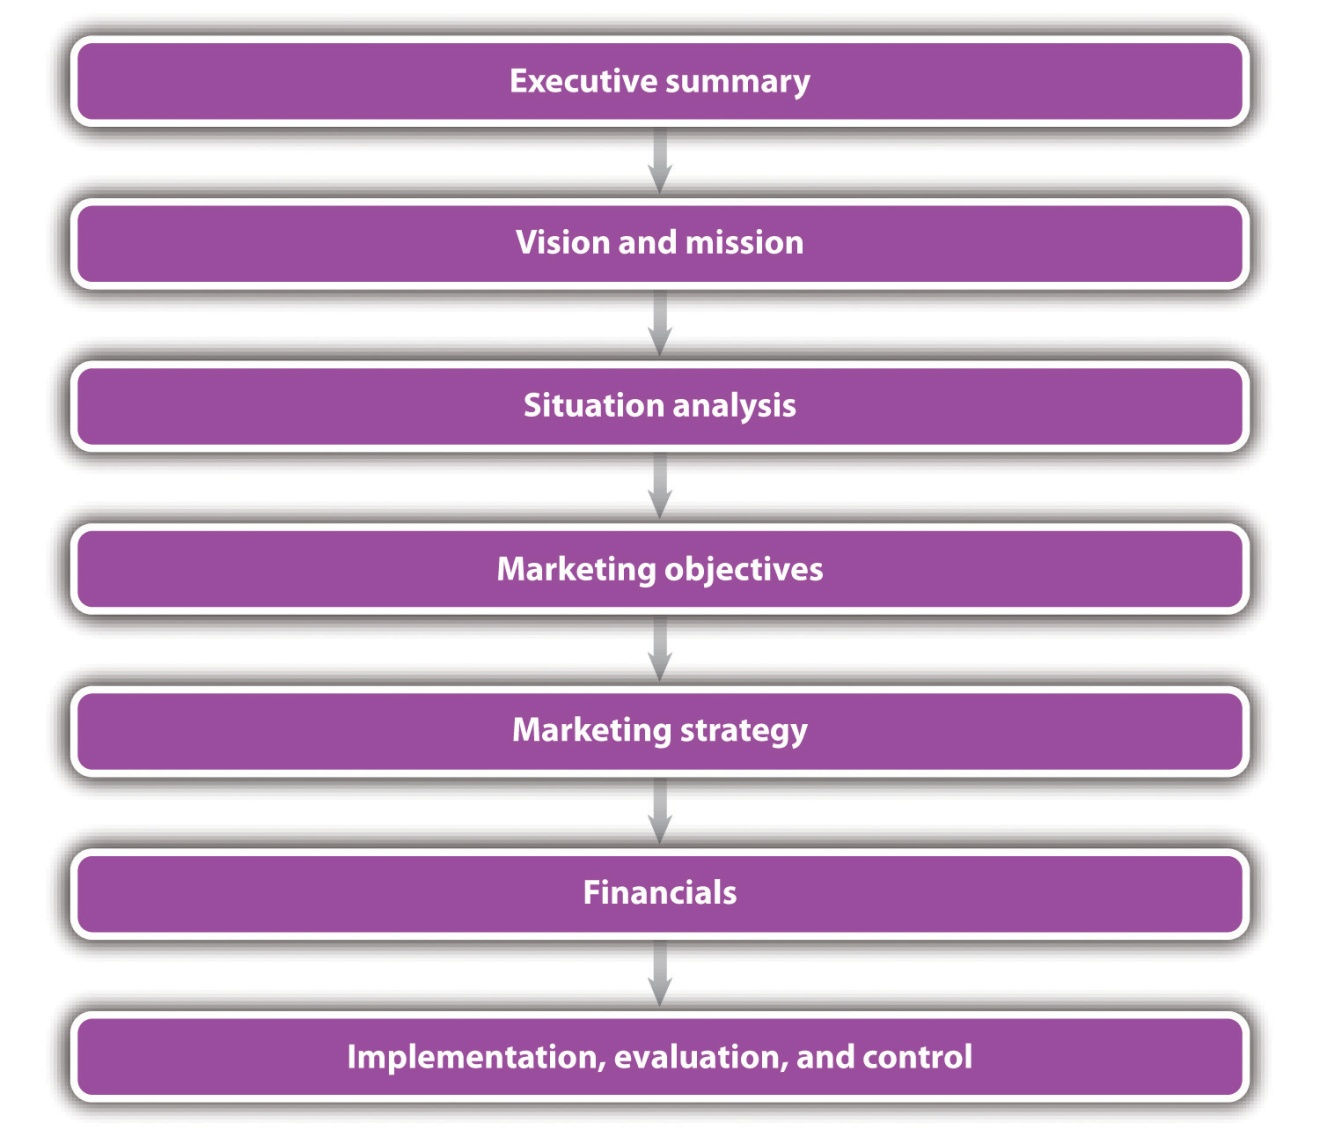 Executive summary
Vision and mission
Situation analysis
Marketing objectives
Marketing strategy
Financials
Implementation, evaluation, and control